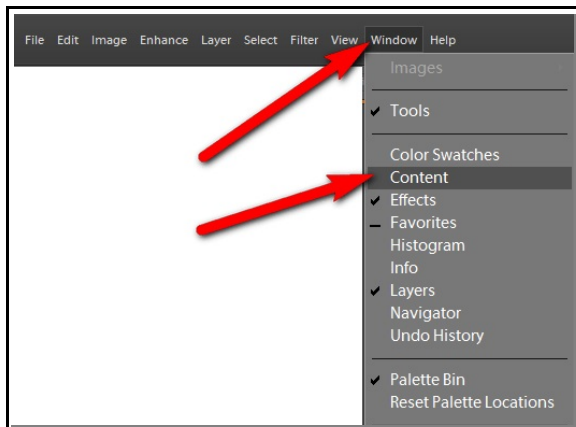 File Edit Image Enhance Layer Select Filter View Window Help
Images
Tools
Color Swatches
Content
Effects
Favorites
Histogram
Info
Layers
Navigator
Undo History
Palette Bin
Reset Palette Locations